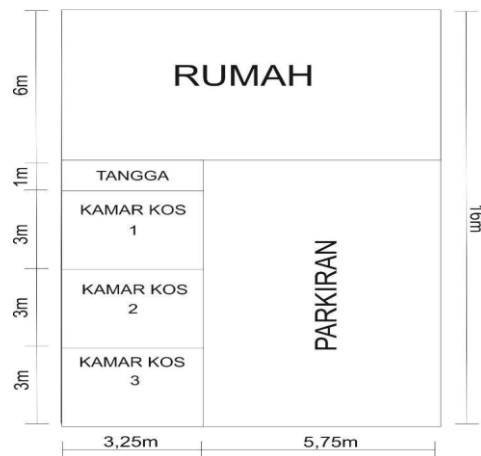 6m
RUMAH
1m
TANGGA
3m
KAMAR KOS
1
16m
3m
KAMAR KOS
2
PARKIRAN
3m
KAMAR KOS
3
3,25m
5,75m